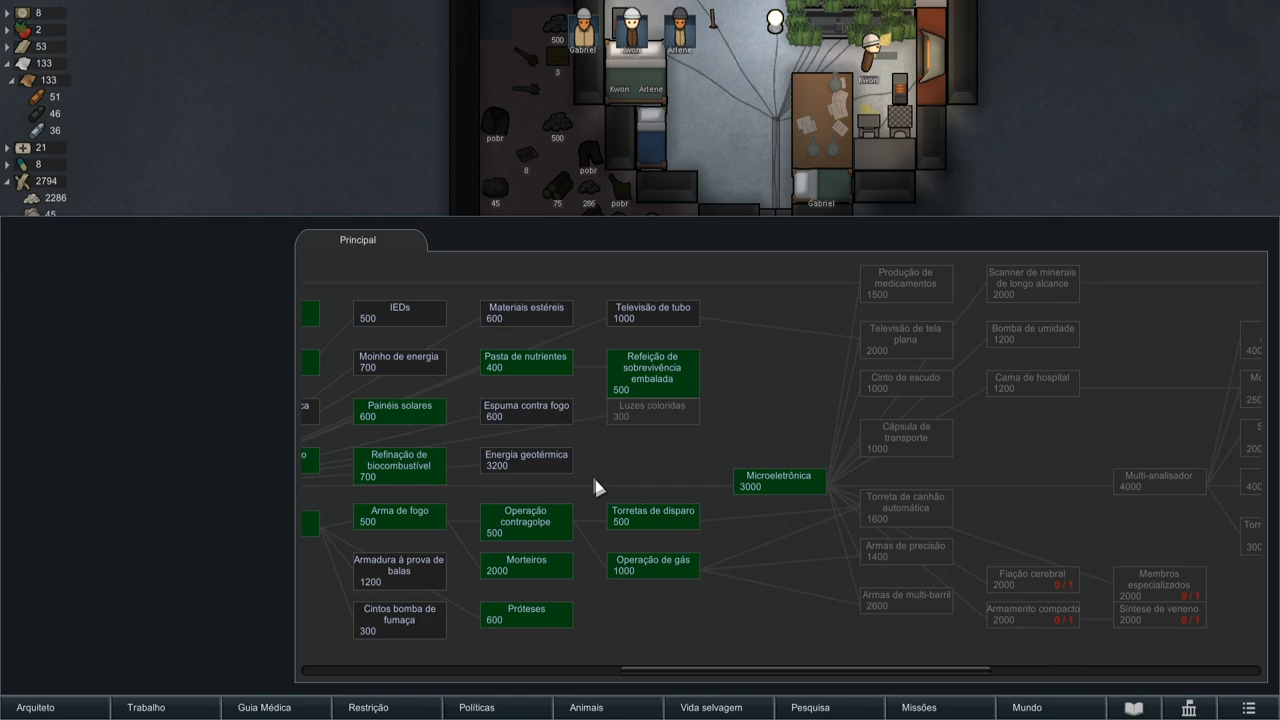 8
2
53
133
133
51
46
36
21
8
2794
2286
45
500
Gabriel
Kwon
Arlene
3
Kwon
Kwon
Arlene
pobr
500
8
pobr
45
75
286
pobr
Gabriel
Principal
IEDs
500
Materiais estéreis
600
Televisão de tubo
1000
Produção de
medicamentos
1500
Scanner de minerais
de longo alcance
2000
Moinho de energia
700
Pasta de nutrientes
400
Refeição de
sobrevivência
embalada
500
Televisão de tela
plana
2000
Bomba de umidade
1200
400
ca
Painéis solares
600
Espuma contra fogo
600
Luzes coloridas
300
Cinto de escudo
1000
Cama de hospital
1200
Mo
250
o
Refinação de
biocombustível
700
Energia geotérmica
3200
Cápsula de
transporte
1000
S
200
Microeletrônica
3000
Multi-analisador
4000
400
Arma de fogo
500
Operação
contragolpe
500
Torretas de disparo
500
Torreta de canhão
automática
1600
Torr
300
Armadura à prova de
balas
1200
Morteiros
2000
Operação de gás
1000
Armas de precisão
1400
Fiação cerebral
2000 0 / 1
Membros
especializados
2000 0 / 1
Cintos bomba de
fumaça
300
Próteses
600
Armas de multi-barril
2600
Armamento compacto
2000 0 / 1
Síntese de veneno
2000 0 / 1
Arquiteto
Trabalho
Guia Médica
Restrição
Políticas
Animais
Vida selvagem
Pesquisa
Missões
Mundo